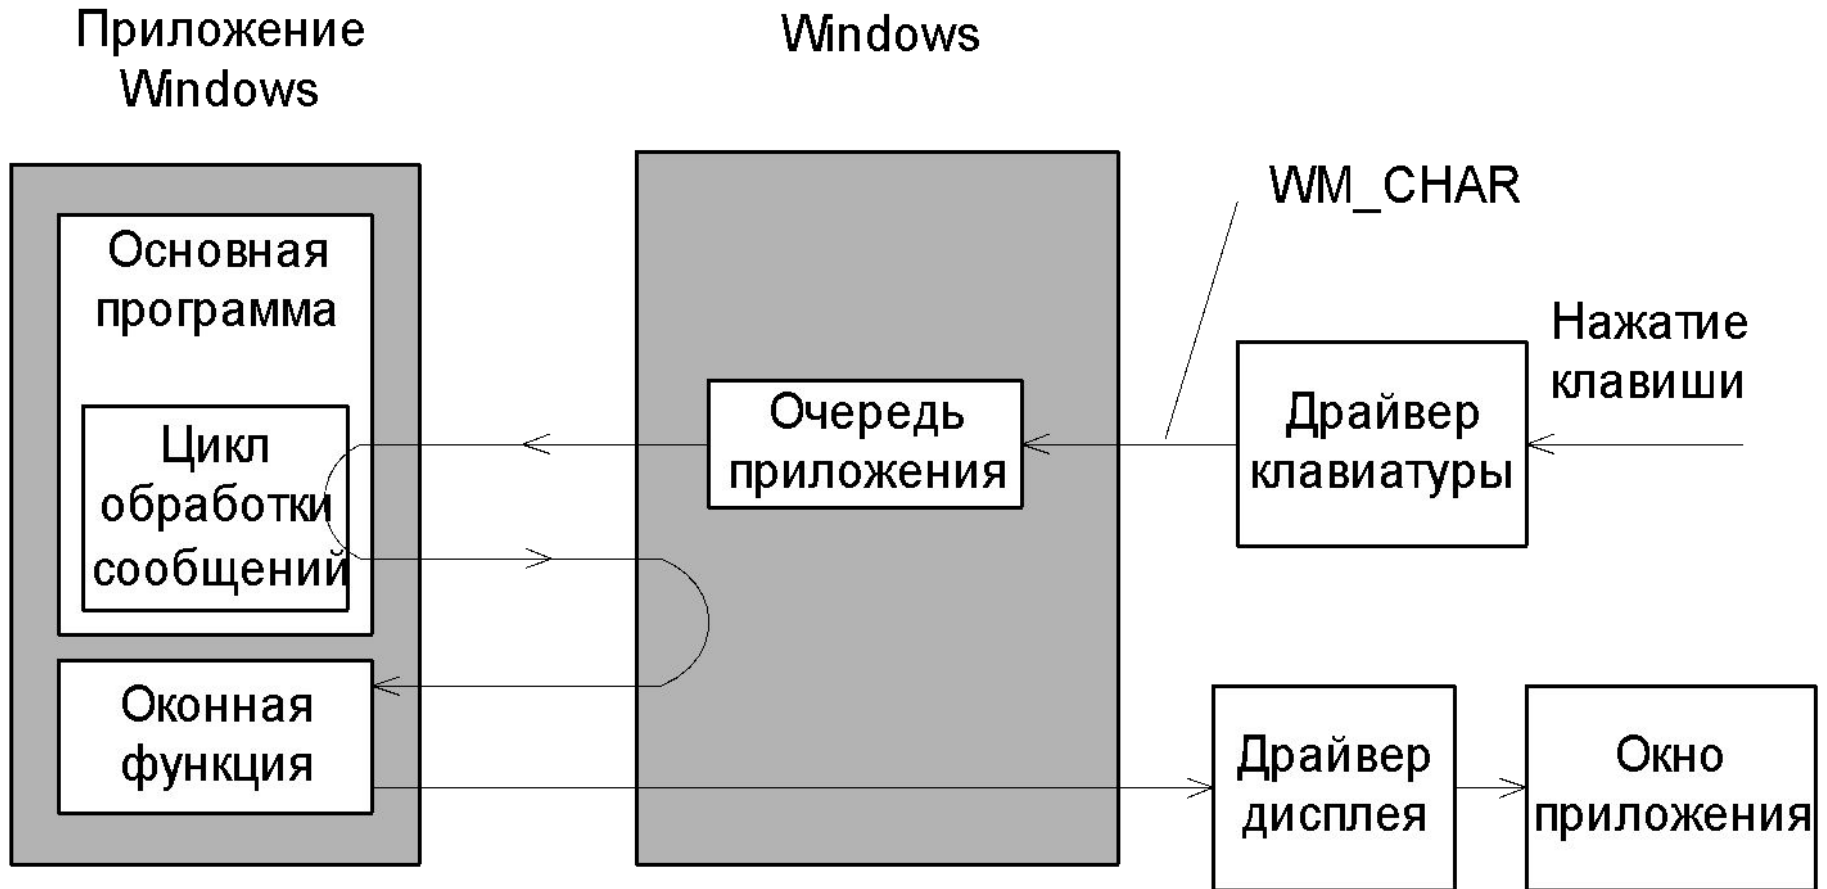 Приложение
Windows
Windows
WM_CHAR
Основная
программа
Нажатие
клавиши
Цикл
обработки
сообщений
Очередь
приложения
Драйвер
клавиатуры
Оконная
функция
Драйвер
дисплея
Окно
приложения